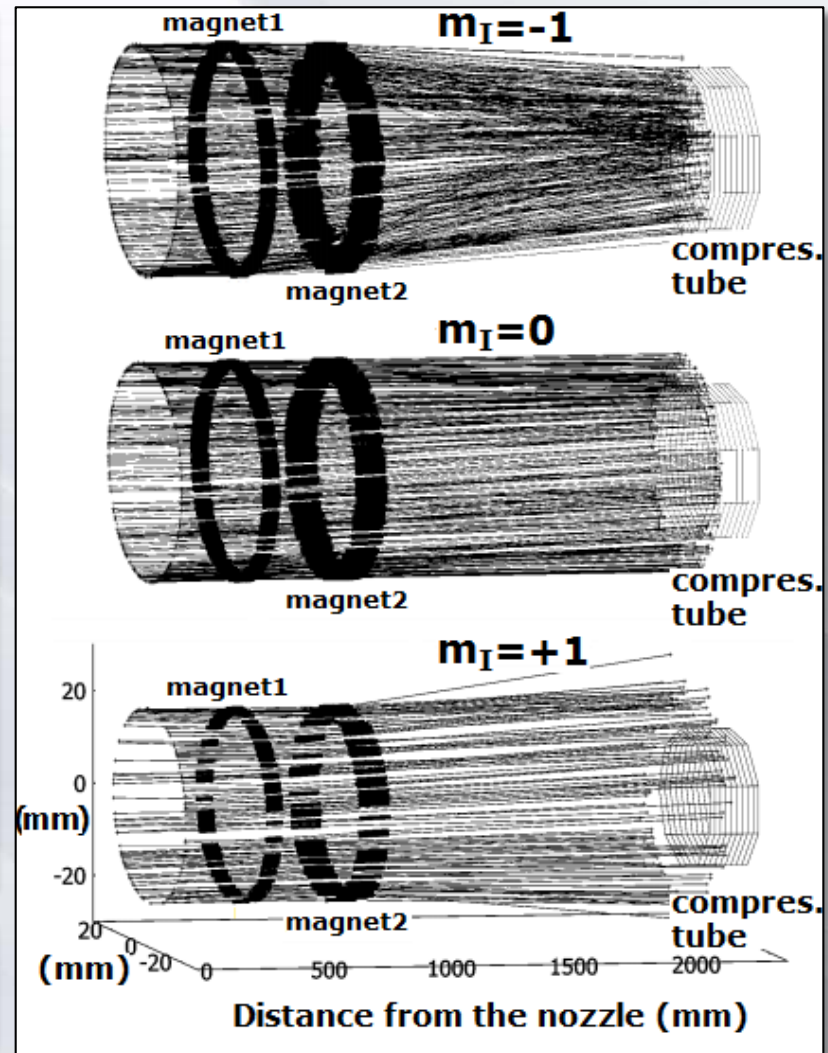 magnet1
m_I=-1
compres.
tube
magnet2
m_I=0
magnet1
compres.
tube
magnet2
m_I=+1
magnet1
20
0
(mm)
-20
compres.
tube
magnet2
20
0
-20
(mm)
0 500 1000 1500 2000
Distance from the nozzle (mm)